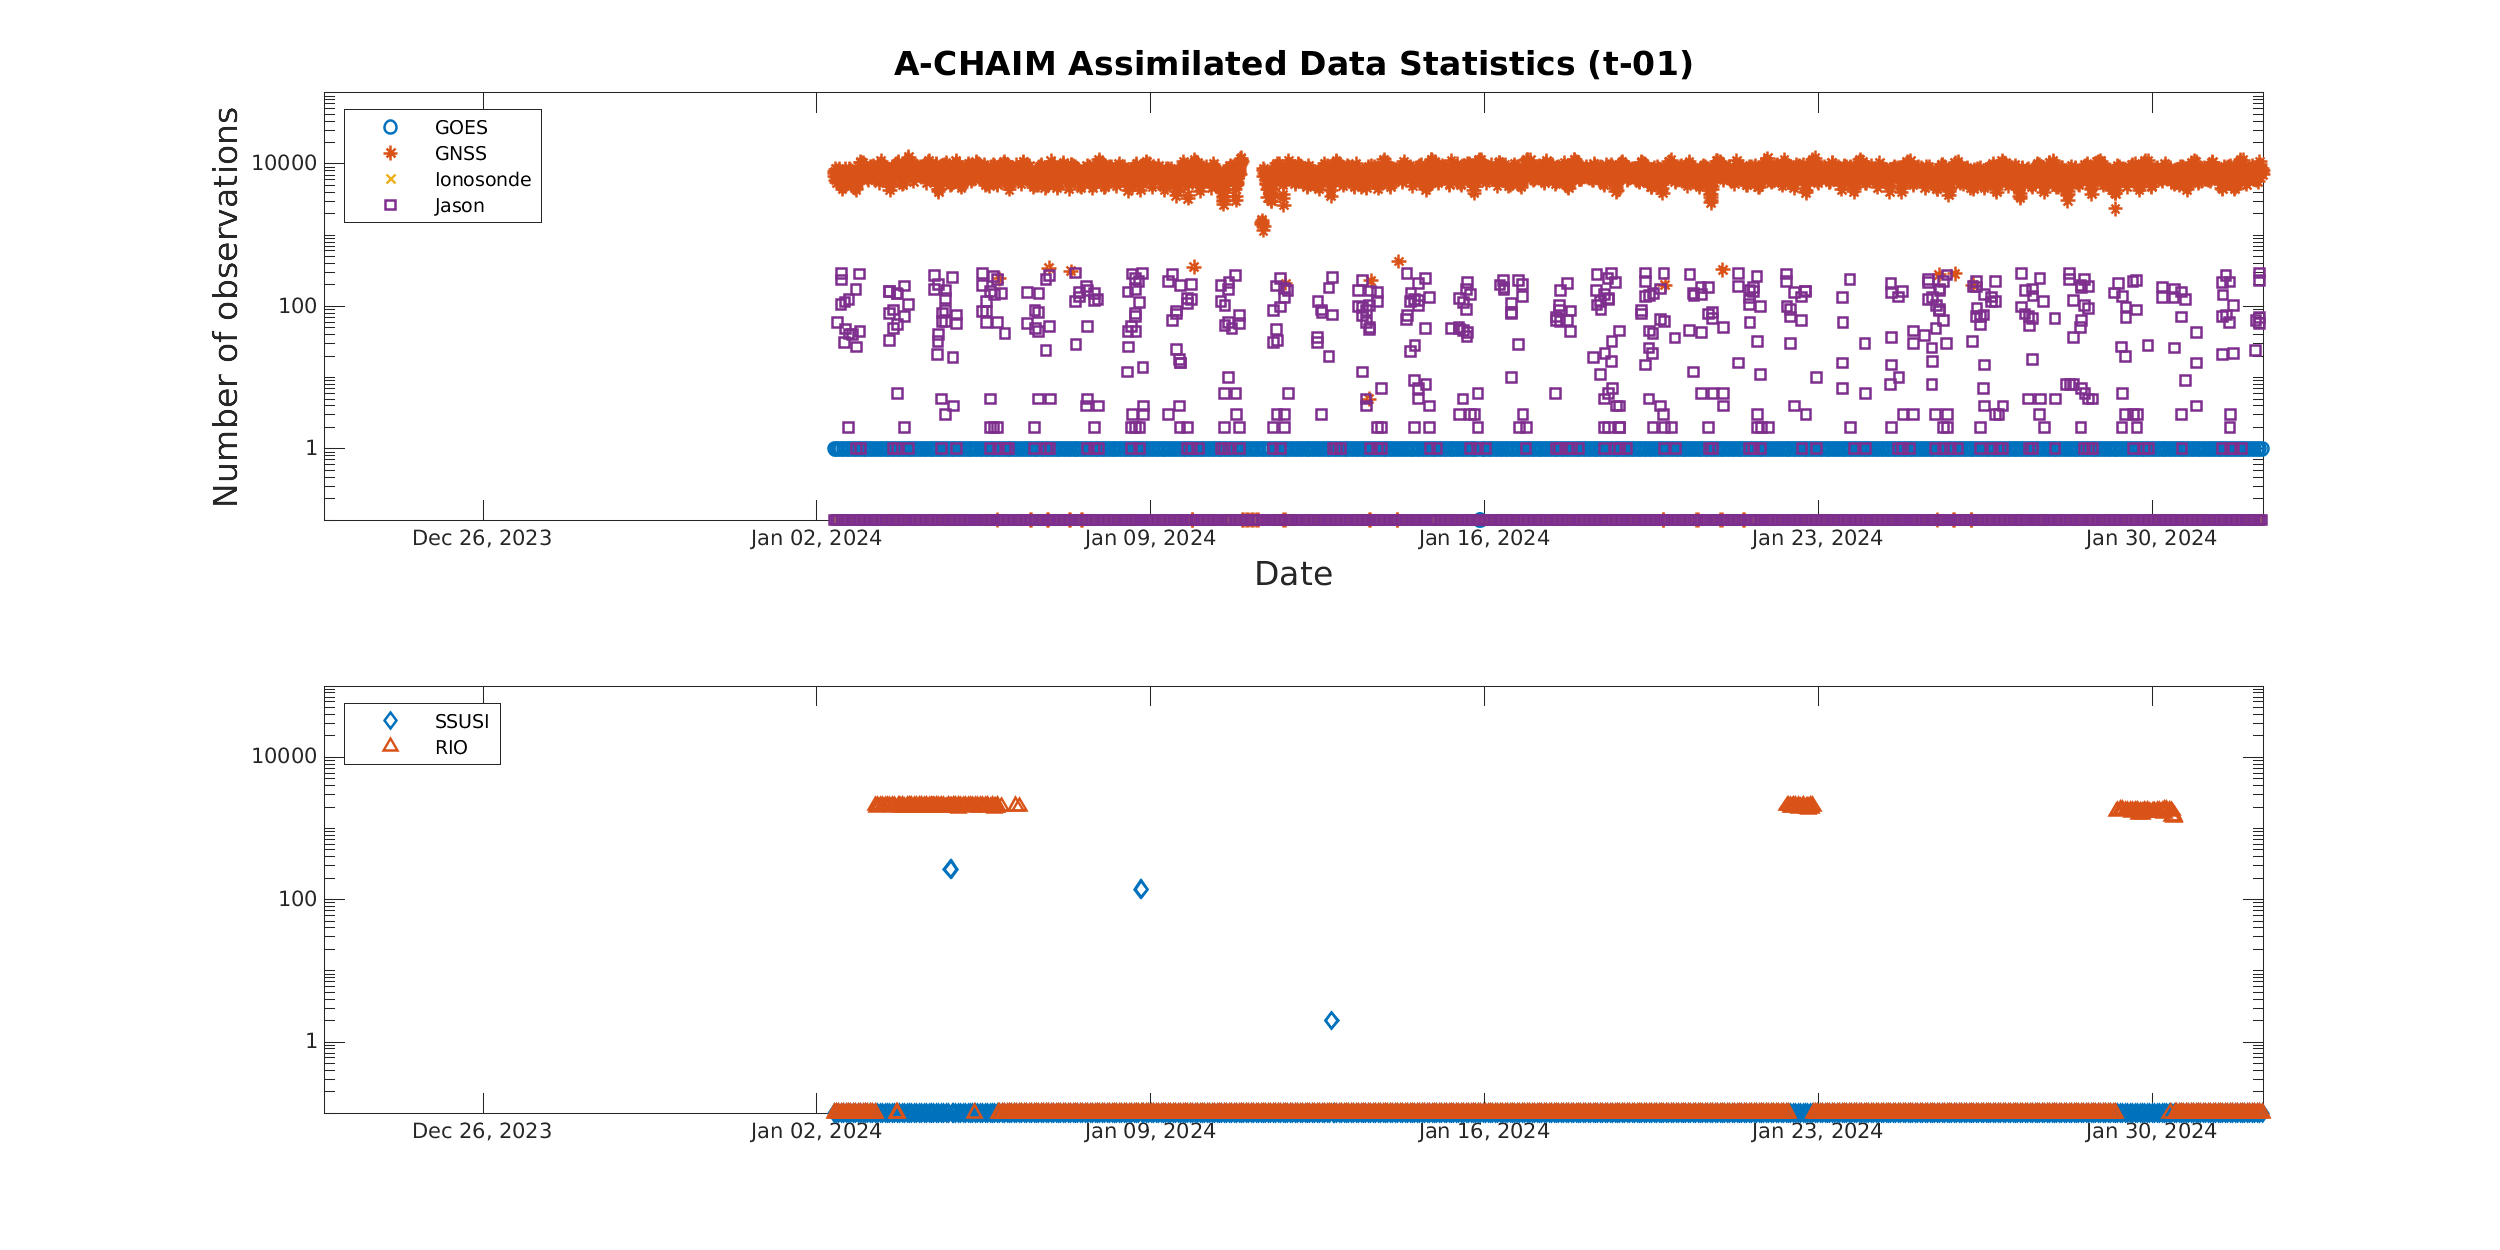 A-CHAIM Assimilated Data Statistics (t-01)
Number of observations
10000
100
1
GOES
GNSS
Ionosonde
Jason
Dec 26, 2023
Jan 02, 2024
Jan 09, 2024
Jan 16, 2024
Jan 23, 2024
Jan 30, 2024
Date
10000
100
1
SSUSI
RIO
Dec 26, 2023
Jan 02, 2024
Jan 09, 2024
Jan 16, 2024
Jan 23, 2024
Jan 30, 2024